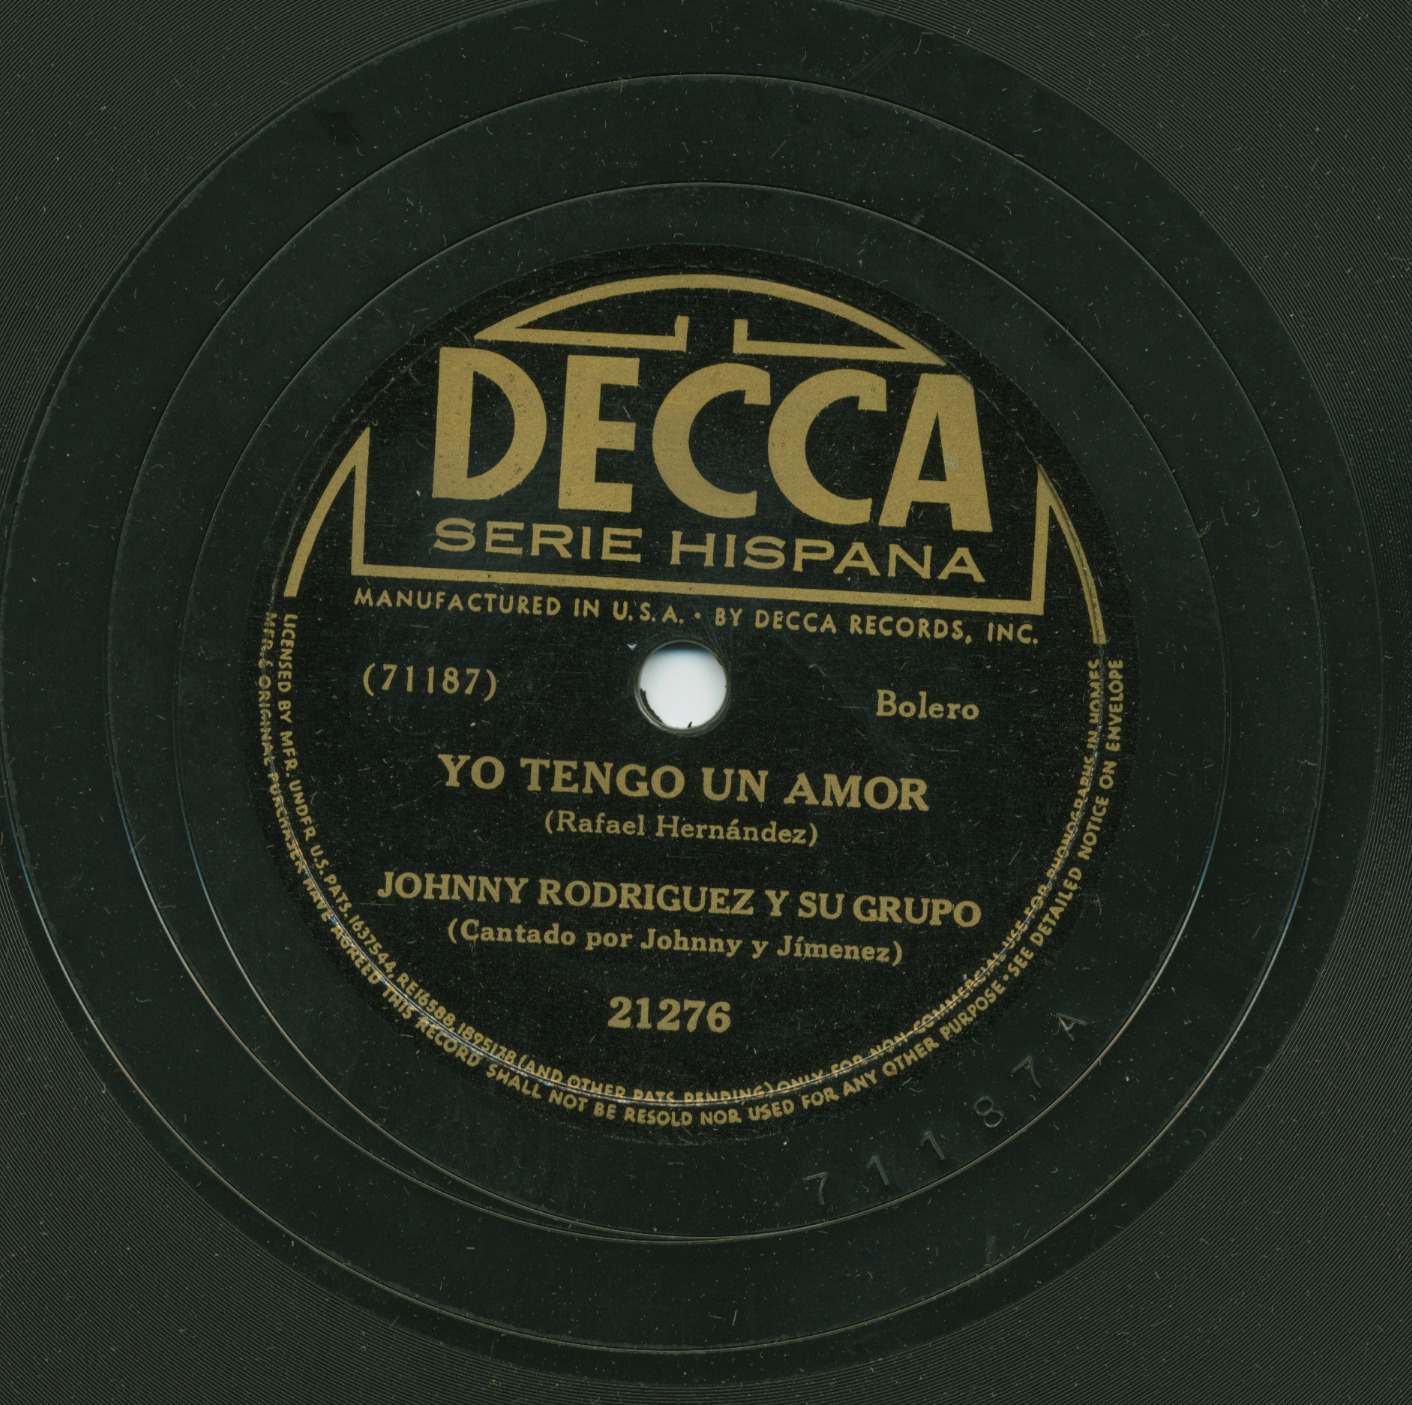 DECCA
SERIE HISPANA
MANUFACTURED IN U.S.A. • BY DECCA RECORDS, INC.
(71187)
Bolero
YO TENGO UN AMOR
(Rafael Hernández)
JOHNNY RODRIGUEZ Y SU GRUPO
(Cantado por Johnny y Jímenez)
21276
LICENSED BY MFR. UNDER U.S. PATS. 1637544, RE16588, 1895178 (AND OTHER PATS. PENDING) ONLY FOR NON-COMMERCIAL USE FOR PHONOGRAPHS IN HOMES
MFR. & ORIGINAL PURCHASER HAVE AGREED THIS RECORD SHALL NOT BE RESOLD NOR USED FOR ANY OTHER PURPOSE • SEE DETAILED NOTICE ON ENVELOPE
71187 A